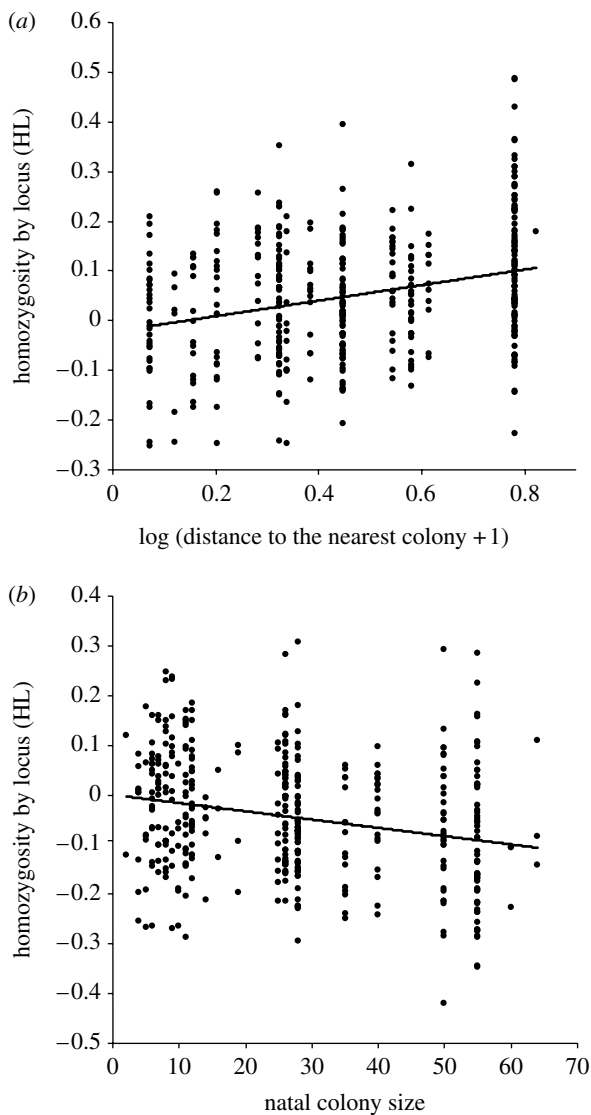 (a)
0.6
0.5
0.4
0.3
0.2
0.1
0
−0.1
−0.2
−0.3
homozygosity by locus (HL)
0 0.2 0.4 0.6 0.8
log (distance to the nearest colony +1)
(b)
0.4
0.3
0.2
0.1
0
−0.1
−0.2
−0.3
−0.4
−0.5
homozygosity by locus (HL)
0 10 20 30 40 50 60 70
natal colony size